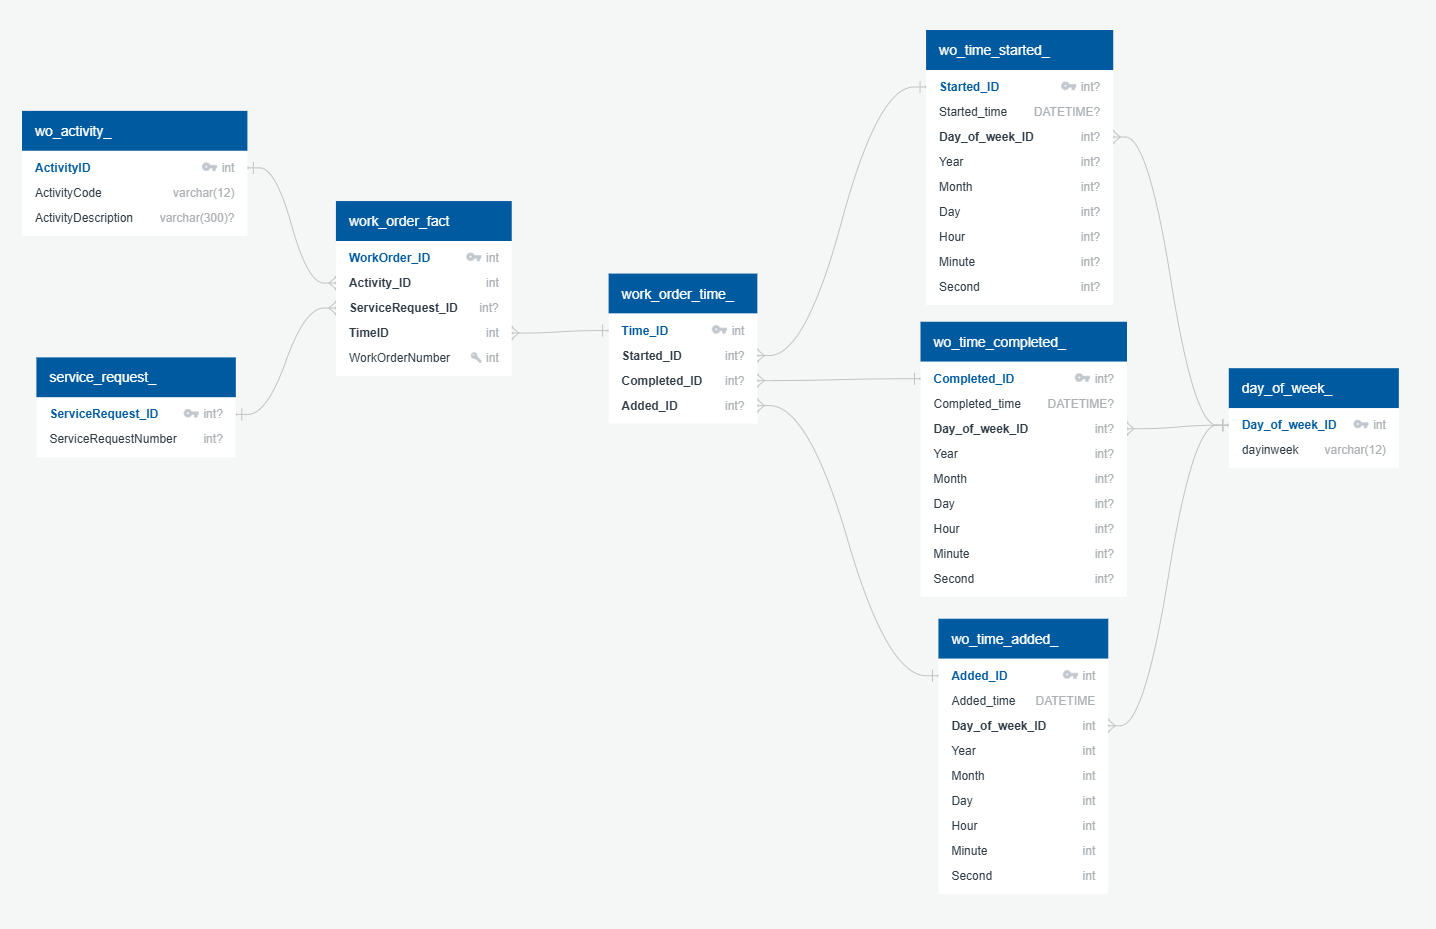 wo_activity_
ActivityID int
ActivityCode varchar(12)
ActivityDescription varchar(300)?
service_request_
ServiceRequest_ID int?
ServiceRequestNumber int?
work_order_fact
WorkOrder_ID int
Activity_ID int
ServiceRequest_ID int?
TimeID int
WorkOrderNumber int
work_order_time_
Time_ID int
Started_ID int?
Completed_ID int?
Added_ID int?
wo_time_started_
Started_ID int?
Started_time DATETIME?
Day_of_week_ID int?
Year int?
Month int?
Day int?
Hour int?
Minute int?
Second int?
wo_time_completed_
Completed_ID int?
Completed_time DATETIME?
Day_of_week_ID int?
Year int?
Month int?
Day int?
Hour int?
Minute int?
Second int?
wo_time_added_
Added_ID int
Added_time DATETIME
Day_of_week_ID int
Year int
Month int
Day int
Hour int
Minute int
Second int
day_of_week_
Day_of_week_ID int
dayinweek varchar(12)